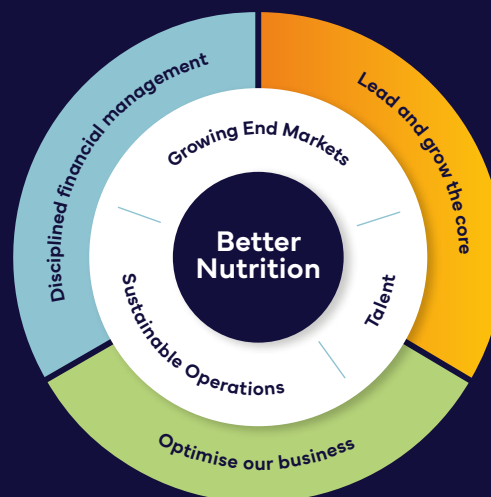 Disciplined financial management
Lead and grow the core
Growing End Markets
Better
Nutrition
Sustainable Operations
Talent
Optimise our business